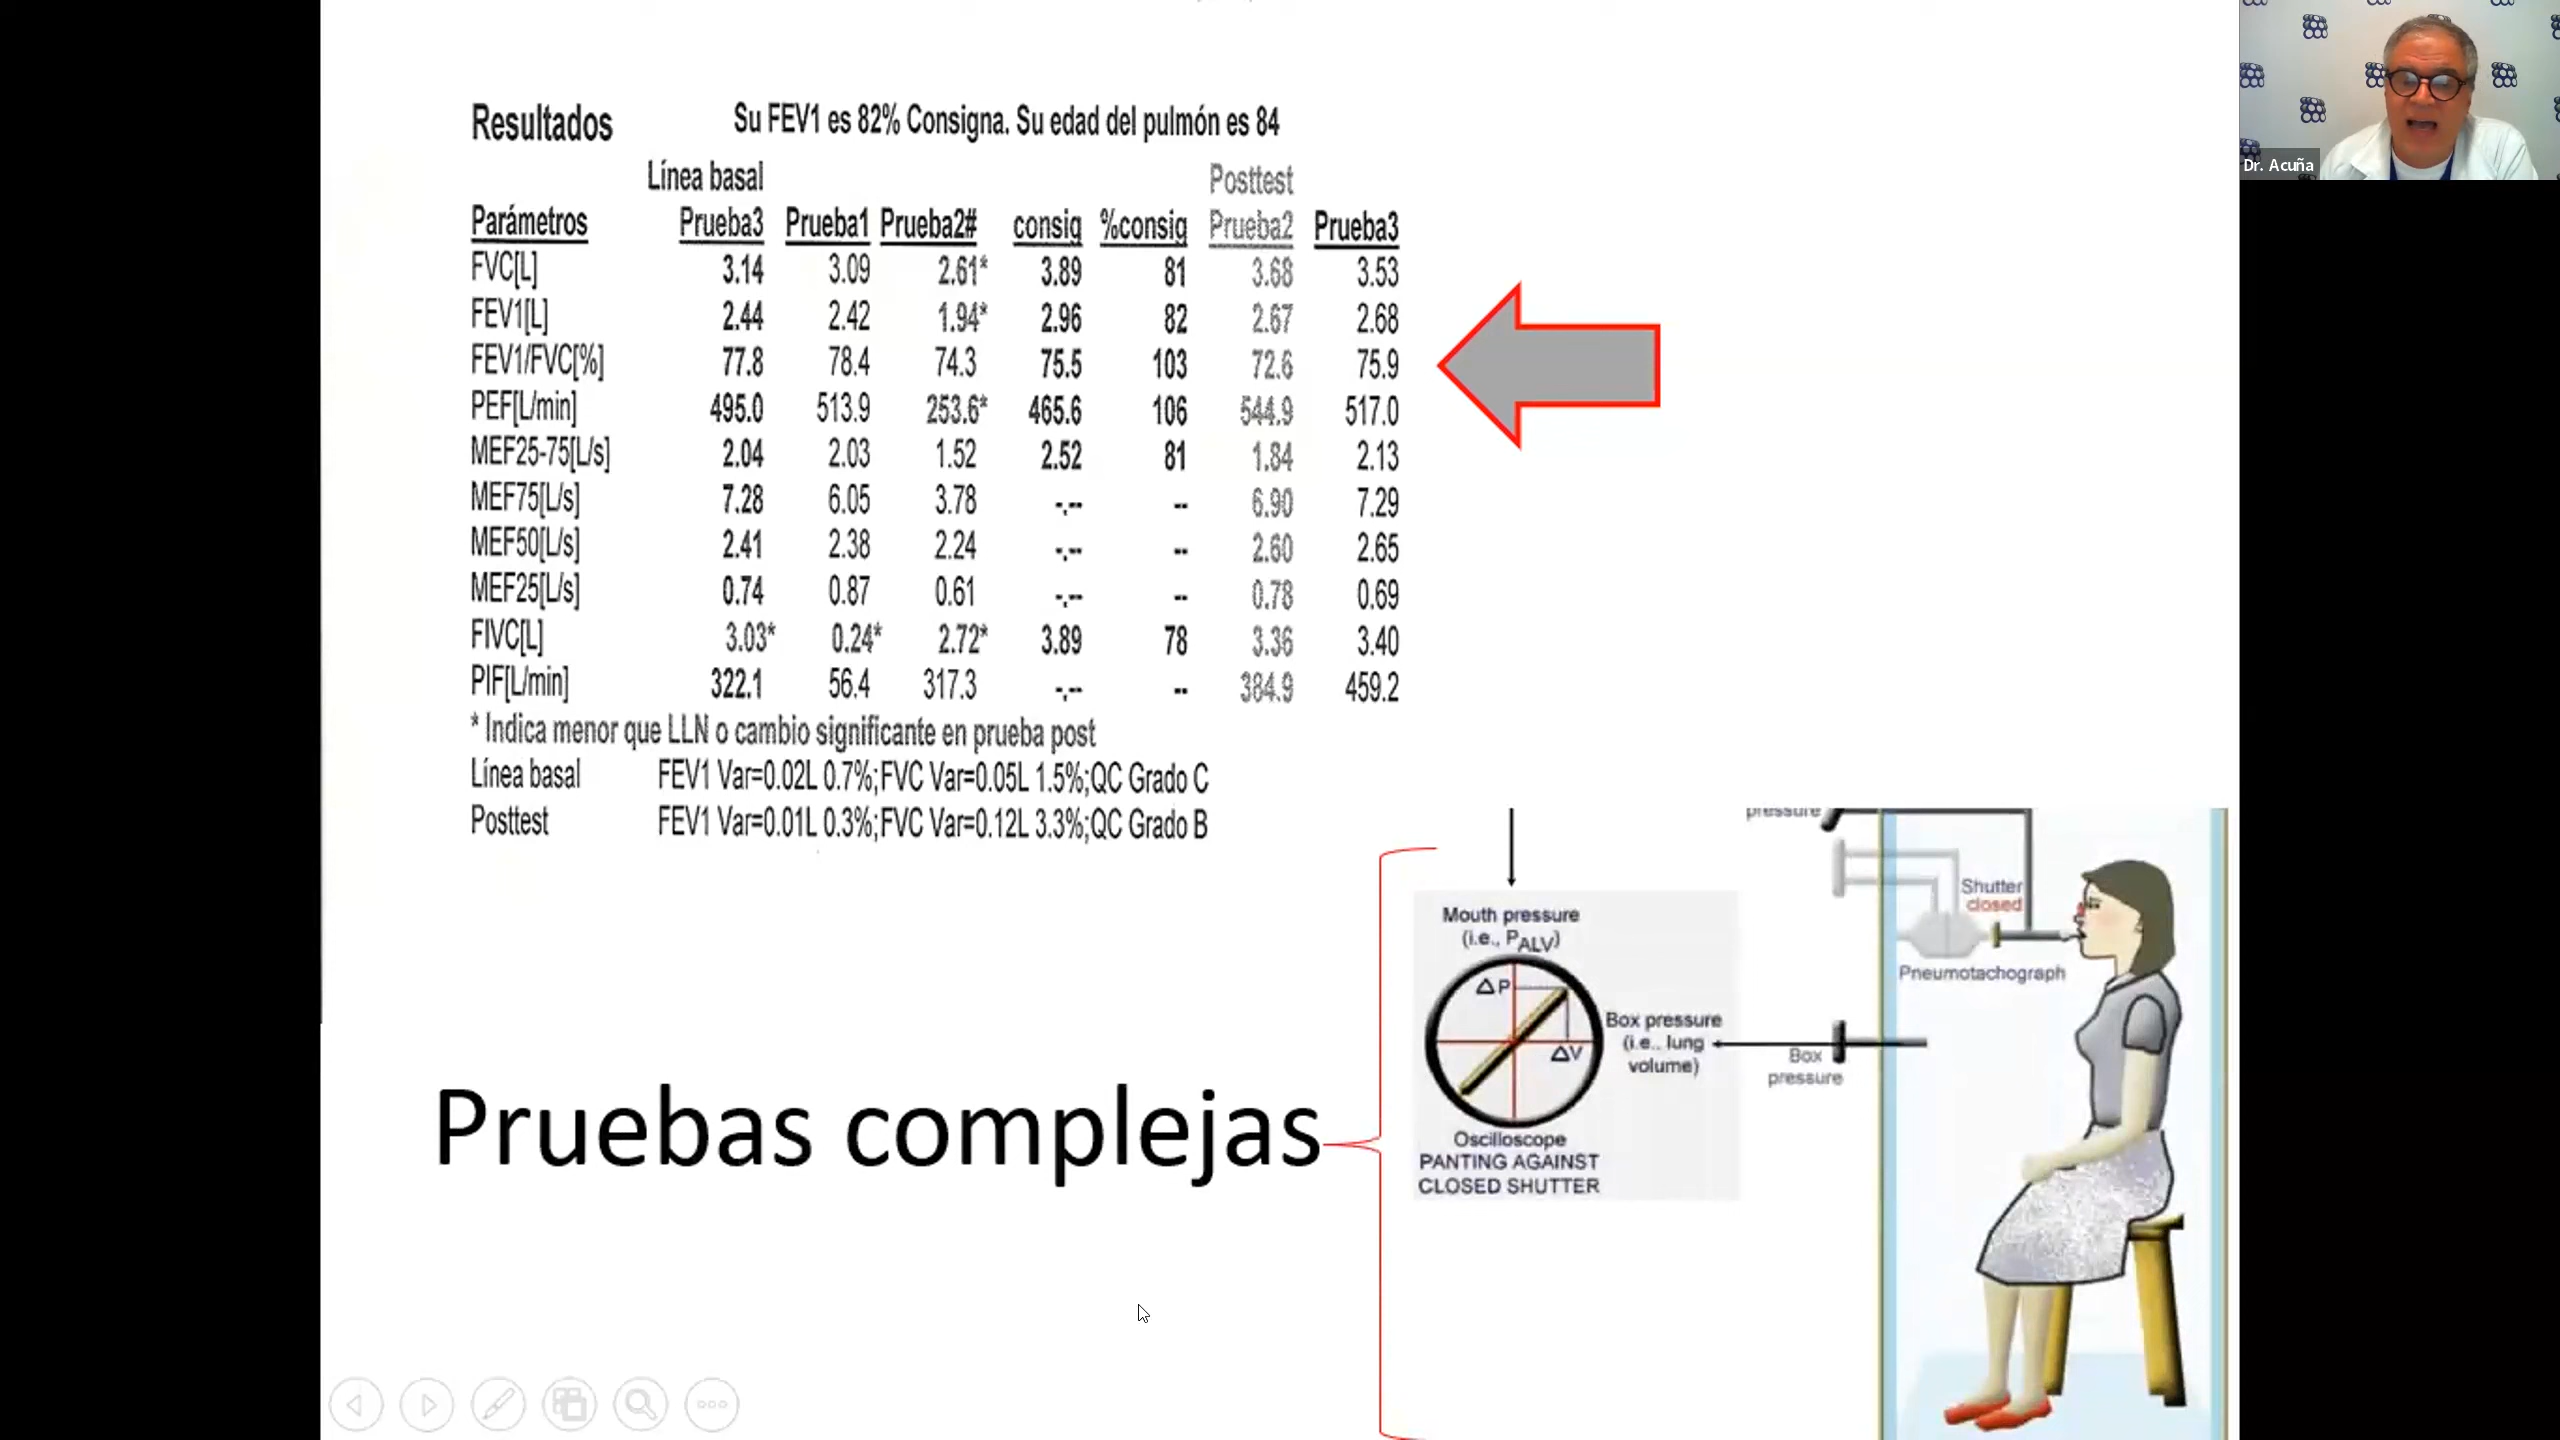 Resultados Su FEV1 es 82% Consigna. Su edad del pulmón es 84
Línea basal Posttest
Parámetros Prueba3 Prueba1 Prueba2# consig %consig Prueba2 Prueba3
FVC[L] 3.14 3.09 2.61* 3.89 81 3.68 3.53
FEV1[L] 2.44 2.42 1.94* 2.96 82 2.67 2.68
FEV1/FVC[%] 77.8 78.4 74.3 75.5 103 72.6 75.9
PEF[L/min] 495.0 513.9 253.6* 465.6 106 544.9 517.0
MEF25-75[L/s] 2.04 2.03 1.52 2.52 81 1.84 2.13
MEF75[L/s] 7.28 6.05 3.78 -.-- -- 6.90 7.29
MEF50[L/s] 2.41 2.38 2.24 -.-- -- 2.60 2.65
MEF25[L/s] 0.74 0.87 0.61 -.-- -- 0.78 0.69
FIVC[L] 3.03* 0.24* 2.72* 3.89 78 3.36 3.40
PIF[L/min] 322.1 56.4 317.3 -.-- -- 384.9 459.2
* Indica menor que LLN o cambio significante en prueba post
Línea basal FEV1 Var=0.02L 0.7%;FVC Var=0.05L 1.5%;QC Grado C
Posttest FEV1 Var=0.01L 0.3%;FVC Var=0.12L 3.3%;QC Grado B
Pruebas complejas
Mouth pressure
(i.e., PALV)
ΔP
ΔV
Oscilloscope
PANTING AGAINST
CLOSED SHUTTER
Box pressure
(i.e.. lung
volume)
pressure
Shutter
closed
Pneumotachograph
Box
pressure
Dr. Acuña